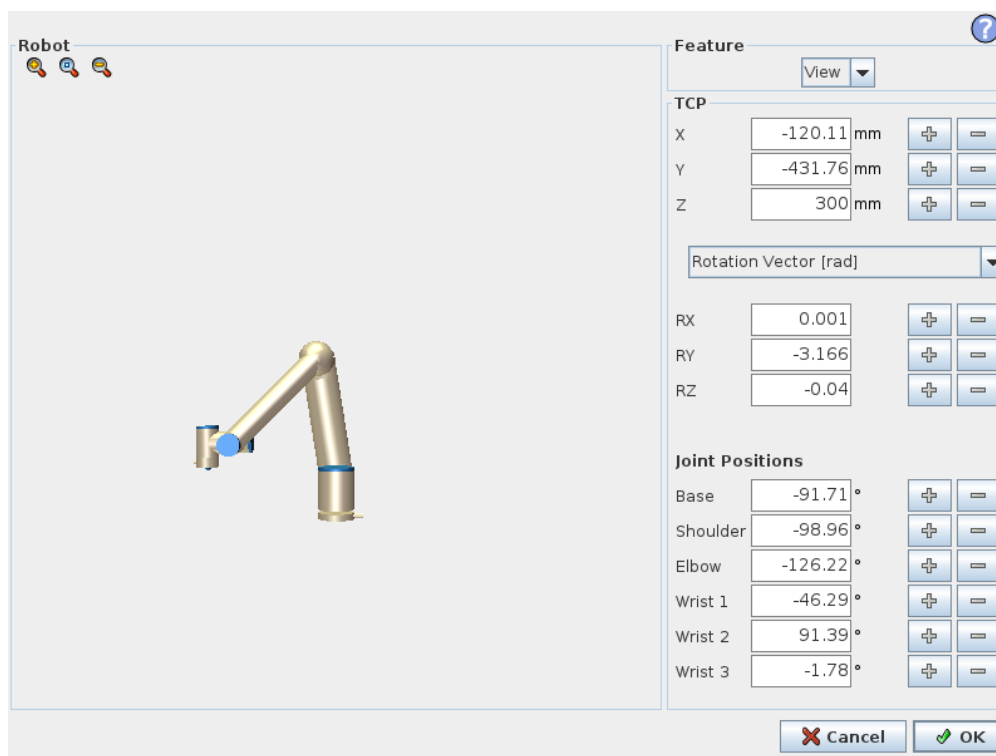 Robot
Feature
View
TCP
X -120.11 mm
Y -431.76 mm
Z 300 mm
Rotation Vector [rad]
RX 0.001
RY -3.166
RZ -0.04
Joint Positions
Base -91.71 °
Shoulder -98.96 °
Elbow -126.22 °
Wrist 1 -46.29 °
Wrist 2 91.39 °
Wrist 3 -1.78 °
Cancel OK